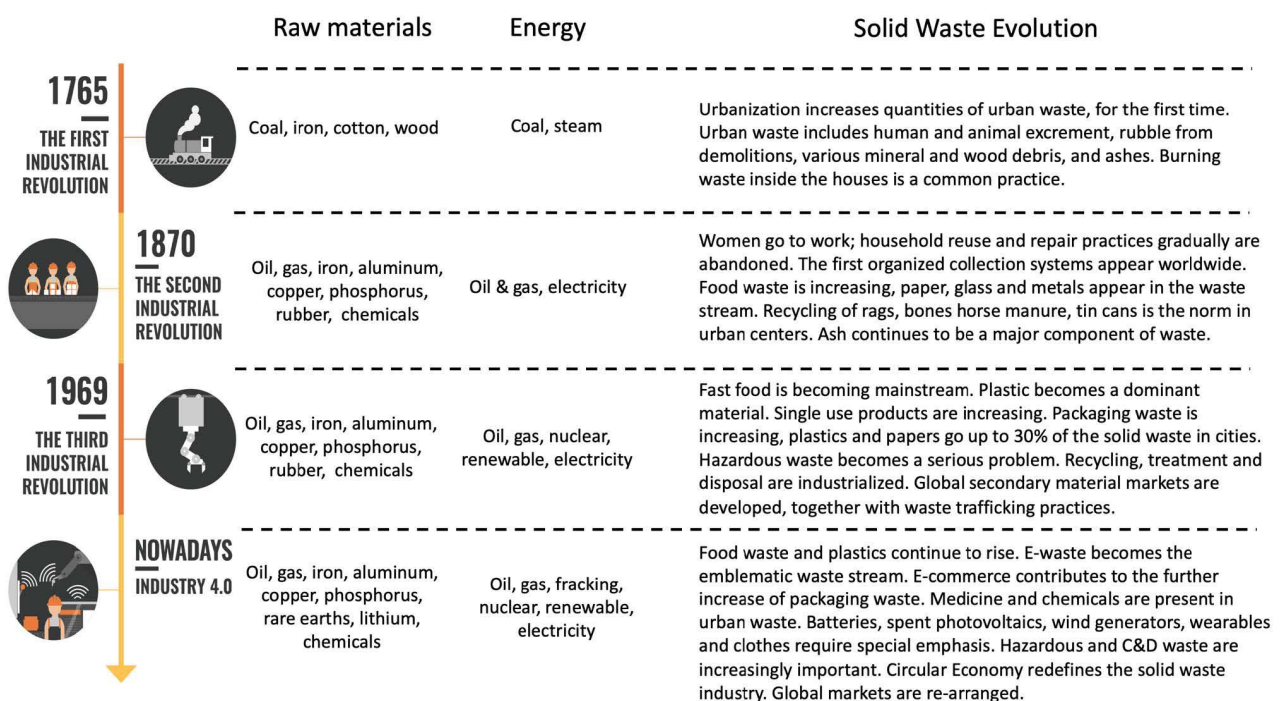 Raw materials
Energy
Solid Waste Evolution
1765
THE FIRST
INDUSTRIAL
REVOLUTION
Coal, iron, cotton, wood
Coal, steam
Urbanization increases quantities of urban waste, for the first time.
Urban waste includes human and animal excrement, rubble from
demolitions, various mineral and wood debris, and ashes. Burning
waste inside the houses is a common practice.
1870
THE SECOND
INDUSTRIAL
REVOLUTION
Oil, gas, iron, aluminum,
copper, phosphorus,
rubber, chemicals
Oil & gas, electricity
Women go to work; household reuse and repair practices gradually are
abandoned. The first organized collection systems appear worldwide.
Food waste is increasing, paper, glass and metals appear in the waste
stream. Recycling of rags, bones horse manure, tin cans is the norm in
urban centers. Ash continues to be a major component of waste.
1969
THE THIRD
INDUSTRIAL
REVOLUTION
Oil, gas, iron, aluminum,
copper, phosphorus,
rubber, chemicals
Oil, gas, nuclear,
renewable, electricity
Fast food is becoming mainstream. Plastic becomes a dominant
material. Single use products are increasing. Packaging waste is
increasing, plastics and papers go up to 30% of the solid waste in cities.
Hazardous waste becomes a serious problem. Recycling, treatment and
disposal are industrialized. Global secondary material markets are
developed, together with waste trafficking practices.
NOWADAYS
INDUSTRY 4.0
Oil, gas, iron, aluminum,
copper, phosphorus,
rare earths, lithium,
chemicals
Oil, gas, fracking,
nuclear, renewable,
electricity
Food waste and plastics continue to rise. E-waste becomes the
emblematic waste stream. E-commerce contributes to the further
increase of packaging waste. Medicine and chemicals are present in
urban waste. Batteries, spent photovoltaics, wind generators, wearables
and clothes require special emphasis. Hazardous and C&D waste are
increasingly important. Circular Economy redefines the solid waste
industry. Global markets are re-arranged.